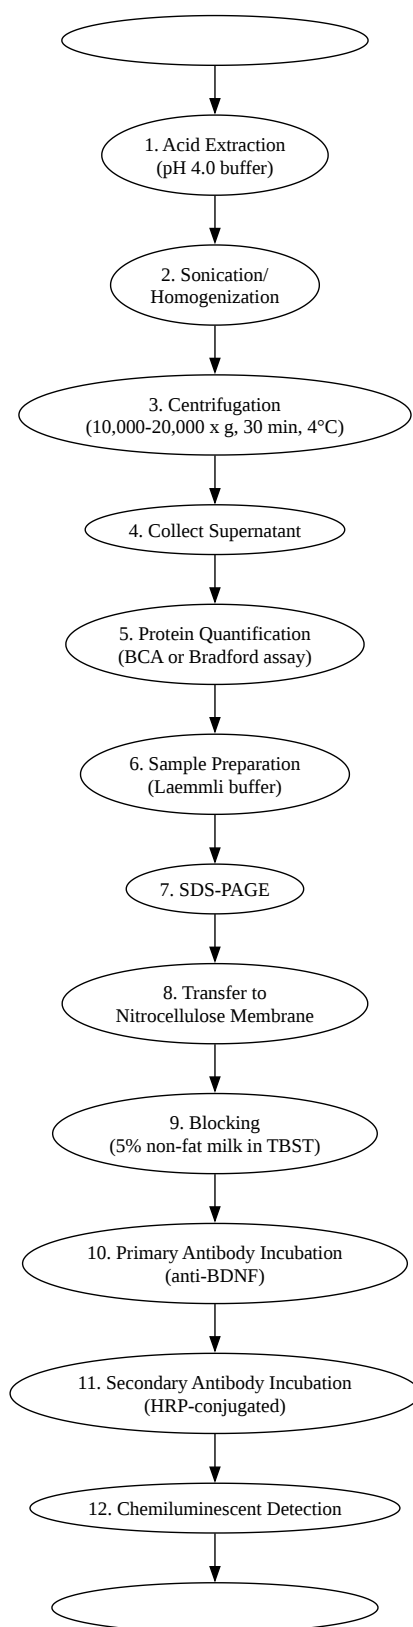 1. Acid Extraction
(pH 4.0 buffer)
2. Sonication/
Homogenization
3. Centrifugation
(10,000-20,000 x g, 30 min, 4°C)
4. Collect Supernatant
5. Protein Quantification
(BCA or Bradford assay)
6. Sample Preparation
(Laemmli buffer)
7. SDS-PAGE
8. Transfer to
Nitrocellulose Membrane
9. Blocking
(5% non-fat milk in TBST)
10. Primary Antibody Incubation
(anti-BDNF)
11. Secondary Antibody Incubation
(HRP-conjugated)
12. Chemiluminescent Detection